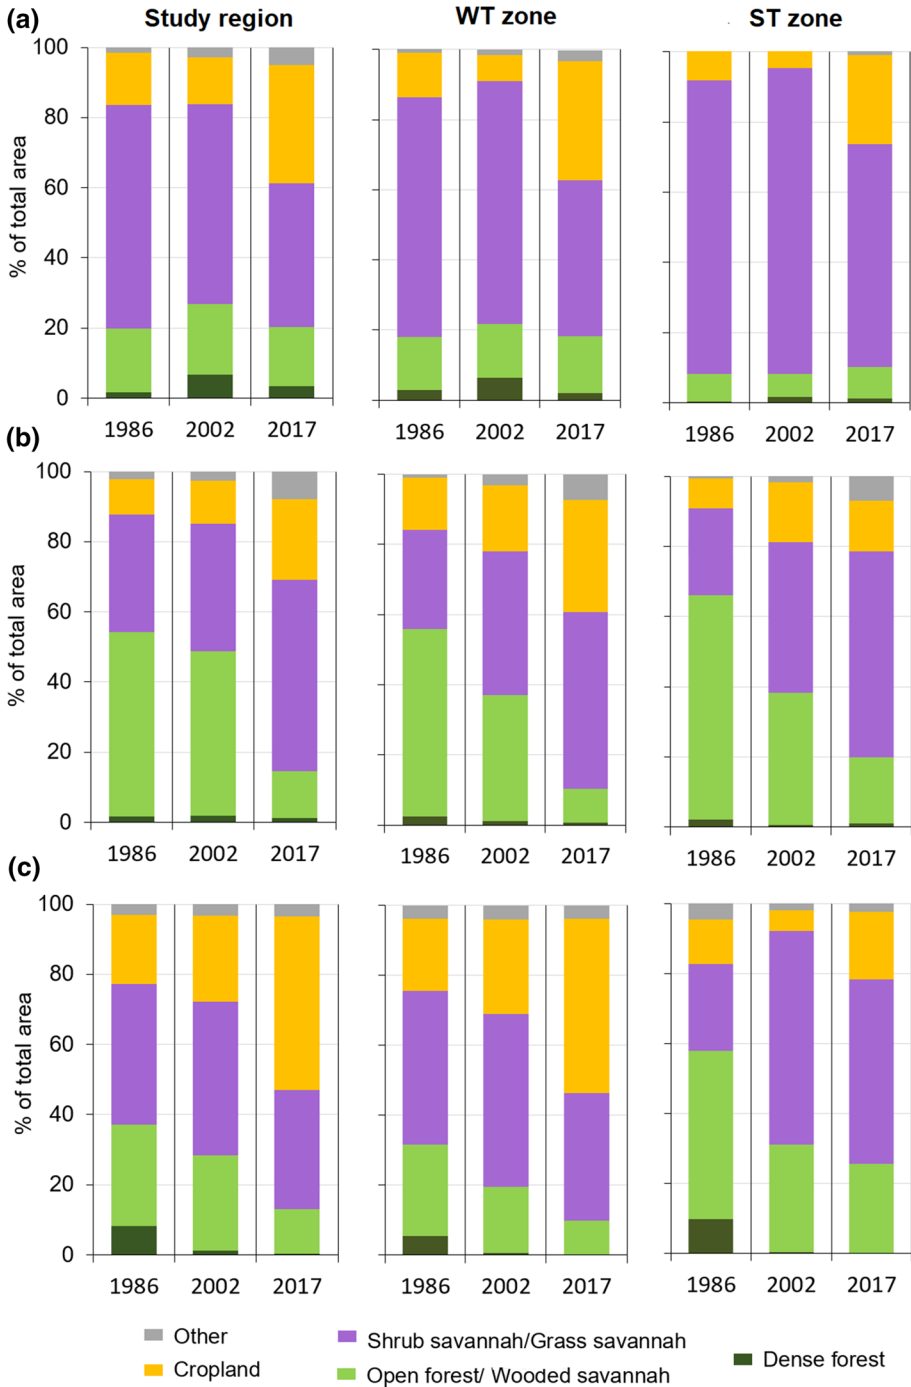 (a) Study region WT zone ST zone
100
80
60
40
20
0
% of total area
1986 2002 2017 1986 2002 2017 1986 2002 2017
(b)
100
80
60
40
20
0
% of total area
1986 2002 2017 1986 2002 2017 1986 2002 2017
(c)
100
80
60
40
20
0
% of total area
1986 2002 2017 1986 2002 2017 1986 2002 2017
Other Shrub savannah/Grass savannah Dense forest
Cropland Open forest/ Wooded savannah